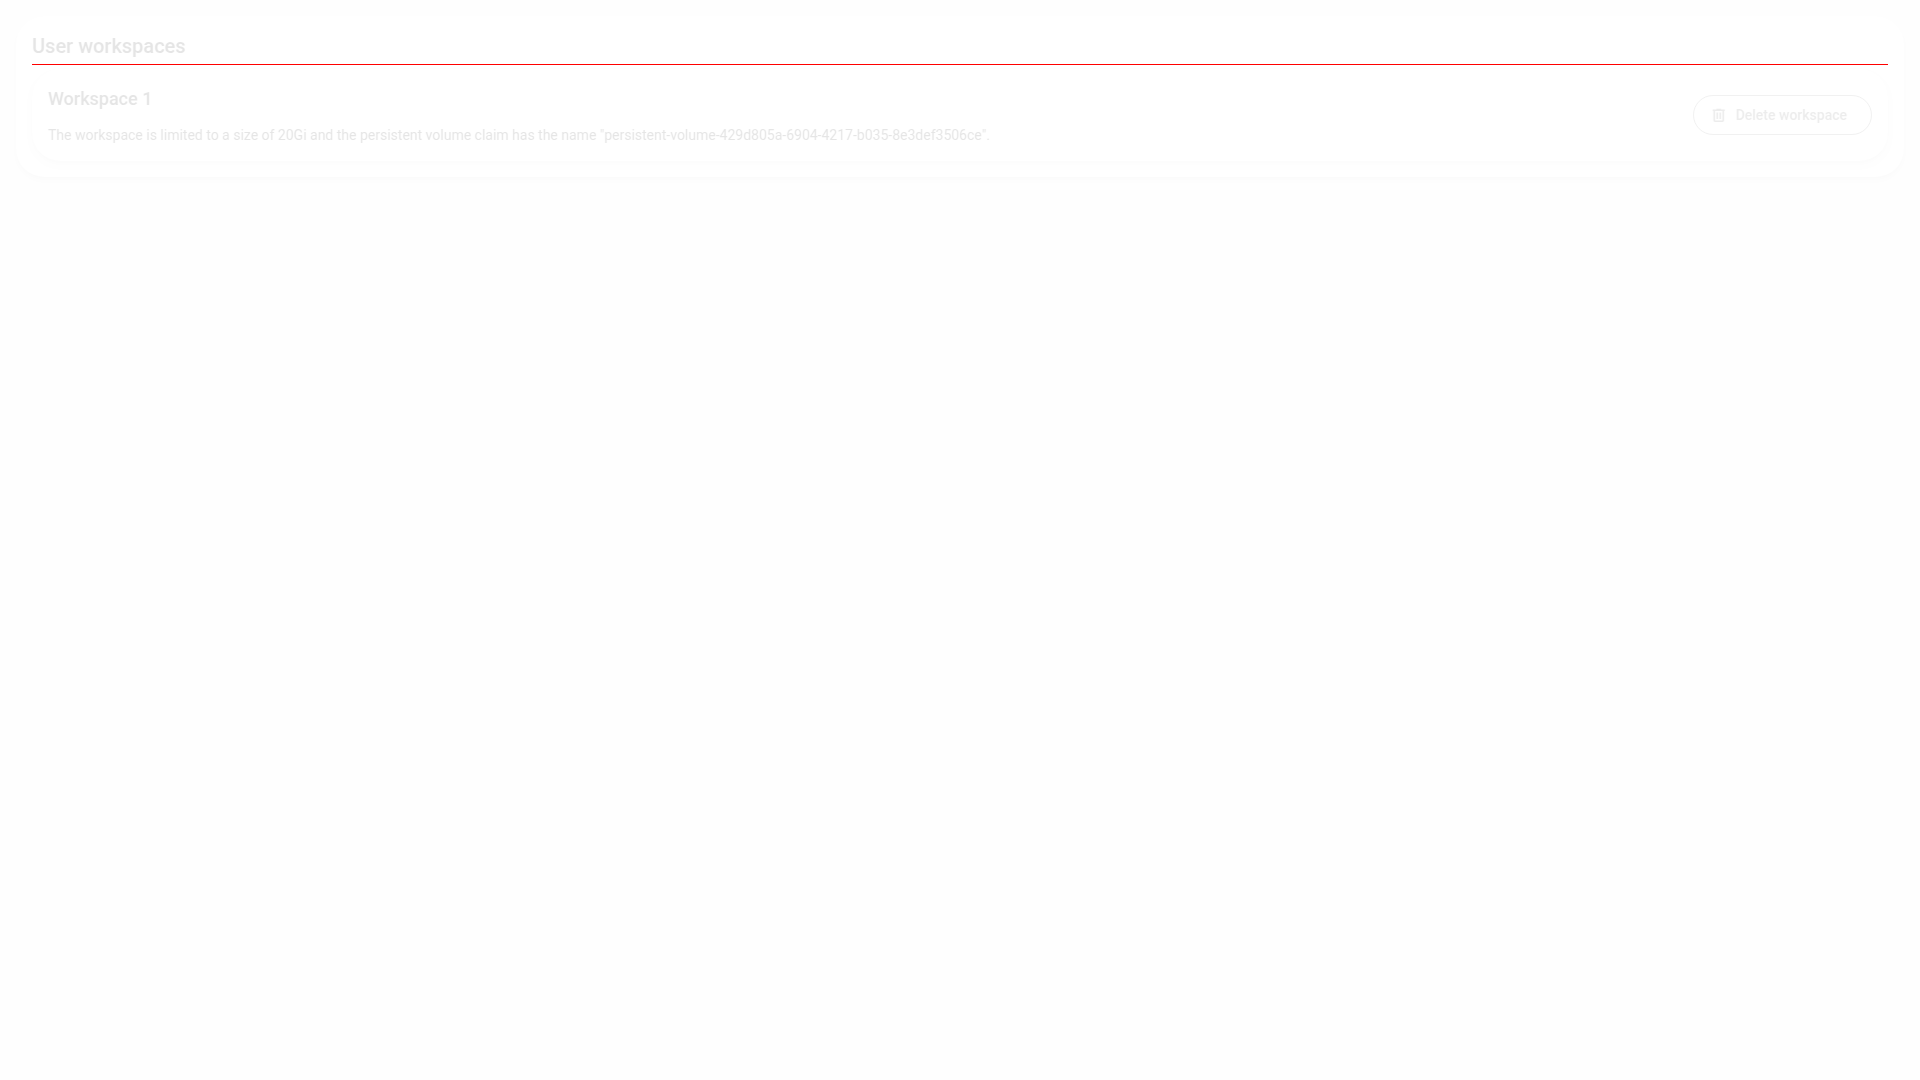 User workspaces
Workspace 1
The workspace is limited to a size of 20Gi and the persistent volume claim has the name "persistent-volume-429d805a-6904-4217-b035-8e3def3506ce".
Delete workspace